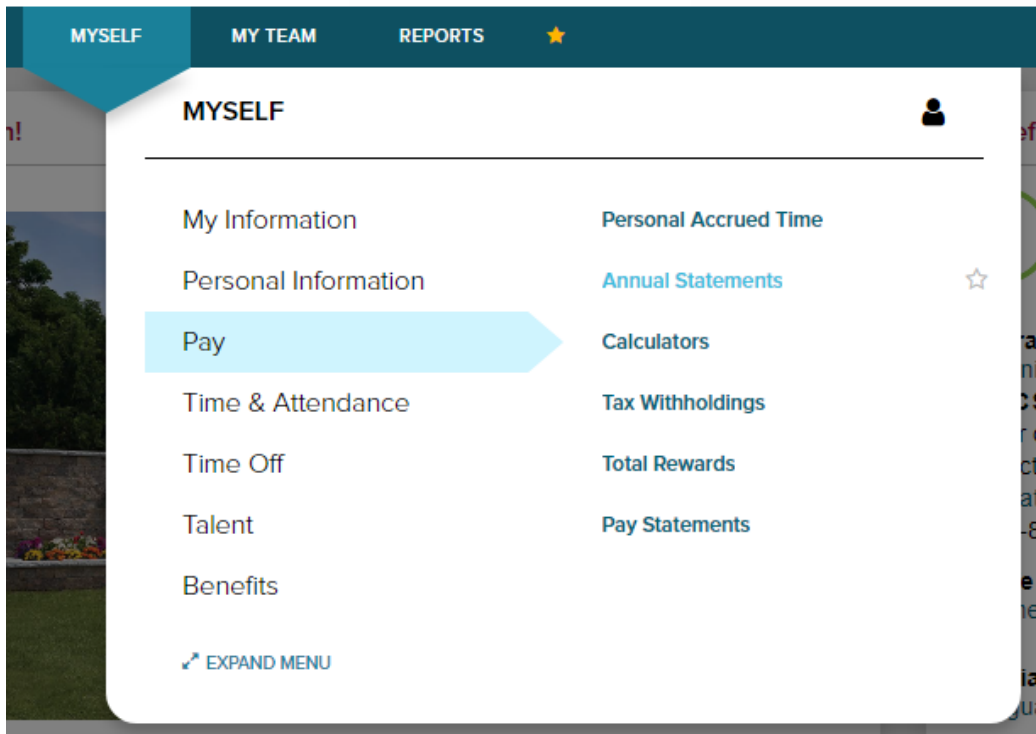 MYSELF MY TEAM REPORTS
MYSELF
My Information
Personal Information
Pay
Time & Attendance
Time Off
Talent
Benefits
EXPAND MENU
Personal Accrued Time
Annual Statements
Calculators
Tax Withholdings
Total Rewards
Pay Statements